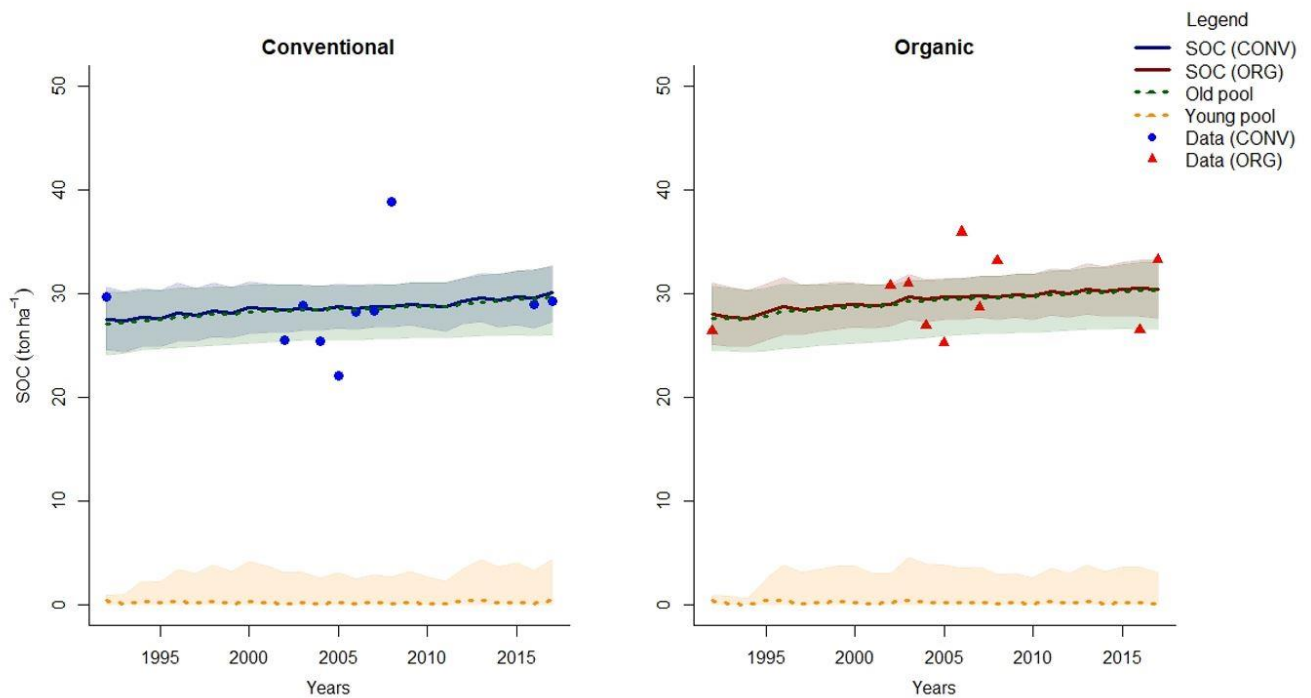 Conventional
50
40
30
20
10
0
SOC (ton ha⁻¹)
1995 2000 2005 2010 2015
Years
Organic
50
40
30
20
10
0
1995 2000 2005 2010 2015
Years
Legend
SOC (CONV)
SOC (ORG)
Old pool
Young pool
Data (CONV)
Data (ORG)